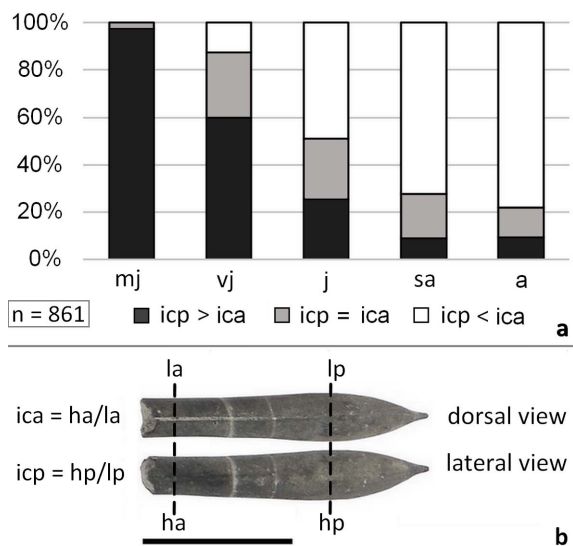 100%
80%
60%
40%
20%
0%
mj vj j sa a
n = 861 icp > ica icp = ica icp < ica a
la lp
ica = ha/la dorsal view
icp = hp/lp lateral view
ha hp
b